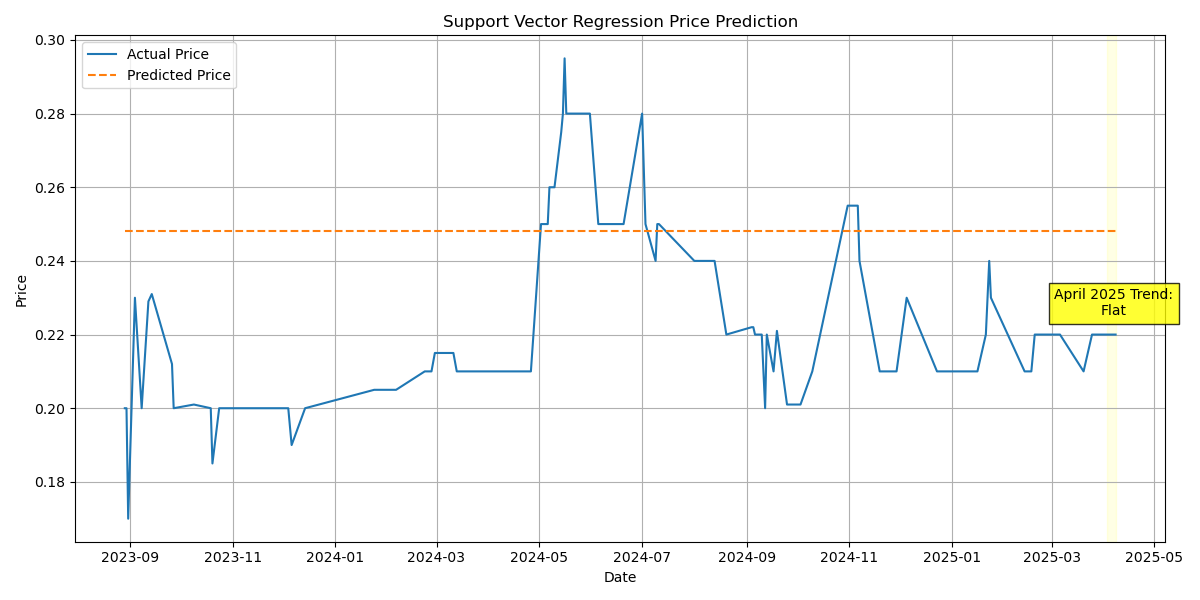 Support Vector Regression Price Prediction
Actual Price
Predicted Price
0.30
0.28
0.26
0.24
0.22
0.20
0.18
Price
April 2025 Trend:
Flat
2023-09 2023-11 2024-01 2024-03 2024-05 2024-07 2024-09 2024-11 2025-01 2025-03 2025-05
Date